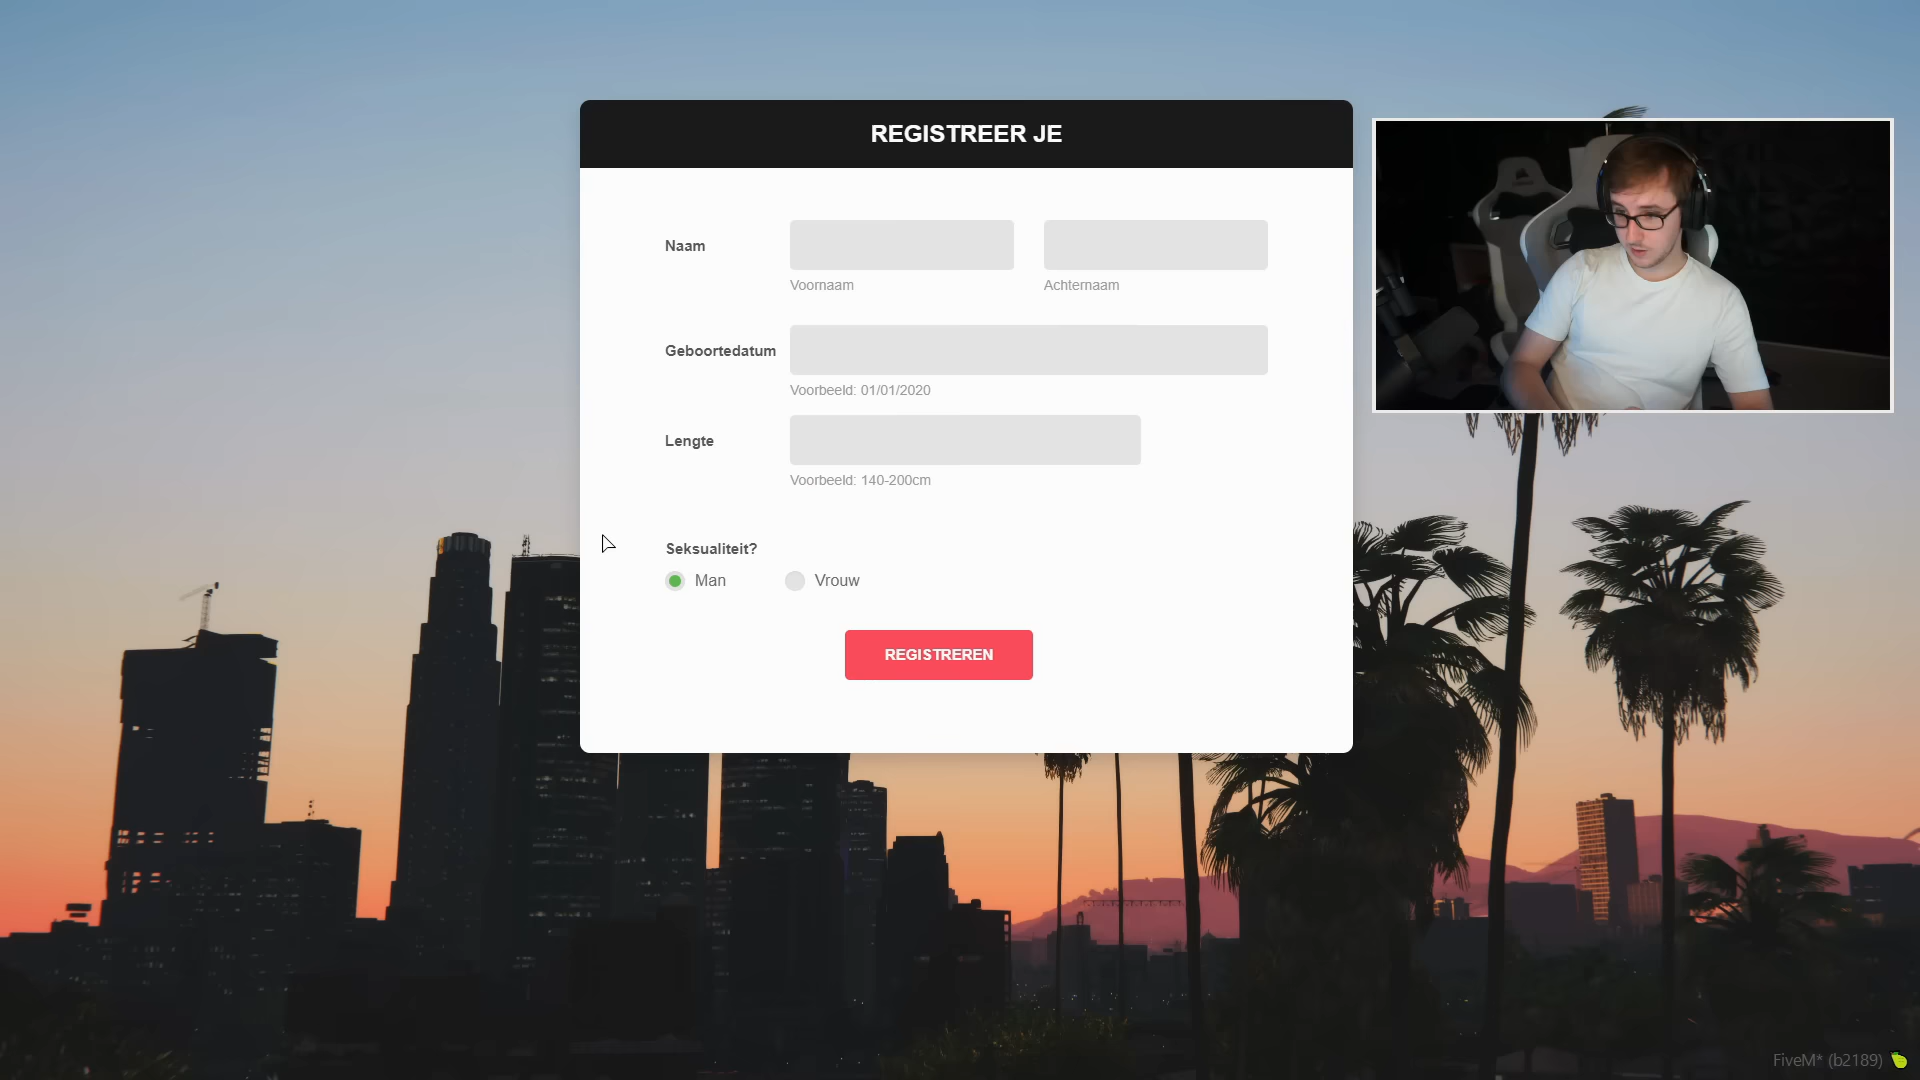 REGISTREER JE
Naam
Voornaam
Achternaam
Geboortedatum
Voorbeeld: 01/01/2020
Lengte
Voorbeeld: 140-200cm
Seksualiteit?
Man
Vrouw
REGISTREREN
FiveM* (b2189)